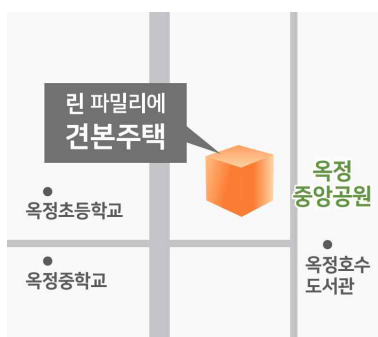 린 파밀리에
견본주택
옥정
중앙공원
옥정초등학교
옥정호수
도서관
옥정중학교